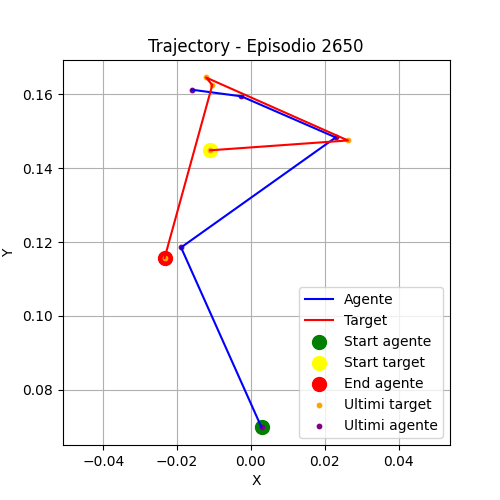 Trajectory - Episodio 2650
0.16
0.14
0.12
0.10
0.08
Y
−0.04
−0.02
0.00
0.02
0.04
X
Agente
Target
Start agente
Start target
End agente
Ultimi target
Ultimi agente